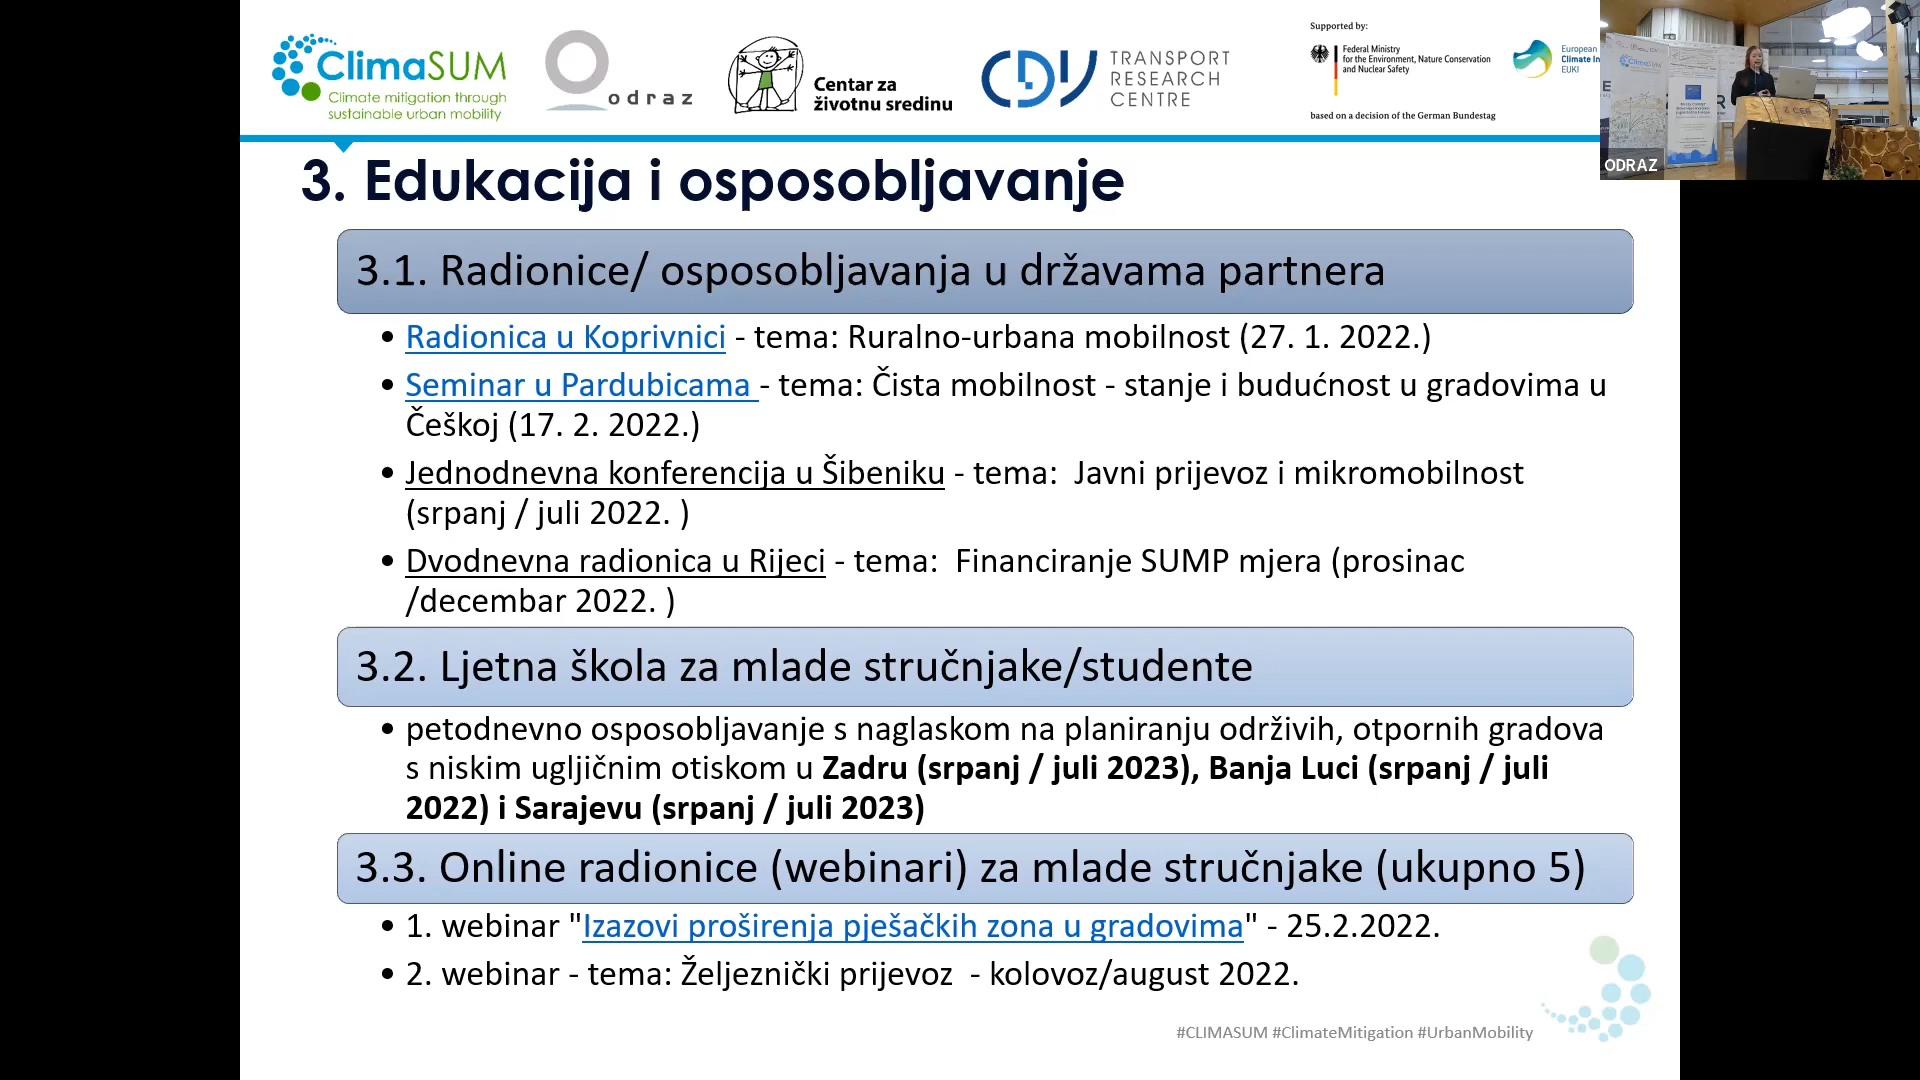 ClimaSUM
Climate mitigation through
sustainable urban mobility
odraz
Centar za
životnu sredinu
CDV
TRANSPORT
RESEARCH
CENTRE
Supported by:
Federal Ministry
for the Environment, Nature Conservation
and Nuclear Safety
based on a decision of the German Bundestag
European
Climate In
EUKI
ODRAZ
3. Edukacija i osposobljavanje
3.1. Radionice/ osposobljavanja u državama partnera
• Radionica u Koprivnici - tema: Ruralno-urbana mobilnost (27. 1. 2022.)
• Seminar u Pardubicama - tema: Čista mobilnost - stanje i budućnost u gradovima u
Češkoj (17. 2. 2022.)
• Jednodnevna konferencija u Šibeniku - tema: Javni prijevoz i mikromobilnost
(srpanj / juli 2022. )
• Dvodnevna radionica u Rijeci - tema: Financiranje SUMP mjera (prosinac
/decembar 2022. )
3.2. Ljetna škola za mlade stručnjake/studente
• petodnevno osposobljavanje s naglaskom na planiranju održivih, otpornih gradova
s niskim ugljičnim otiskom u Zadru (srpanj / juli 2023), Banja Luci (srpanj / juli
2022) i Sarajevu (srpanj / juli 2023)
3.3. Online radionice (webinari) za mlade stručnjake (ukupno 5)
• 1. webinar "Izazovi proširenja pješačkih zona u gradovima" - 25.2.2022.
• 2. webinar - tema: Željeznički prijevoz - kolovoz/august 2022.
#CLIMASUM #ClimateMitigation #UrbanMobility